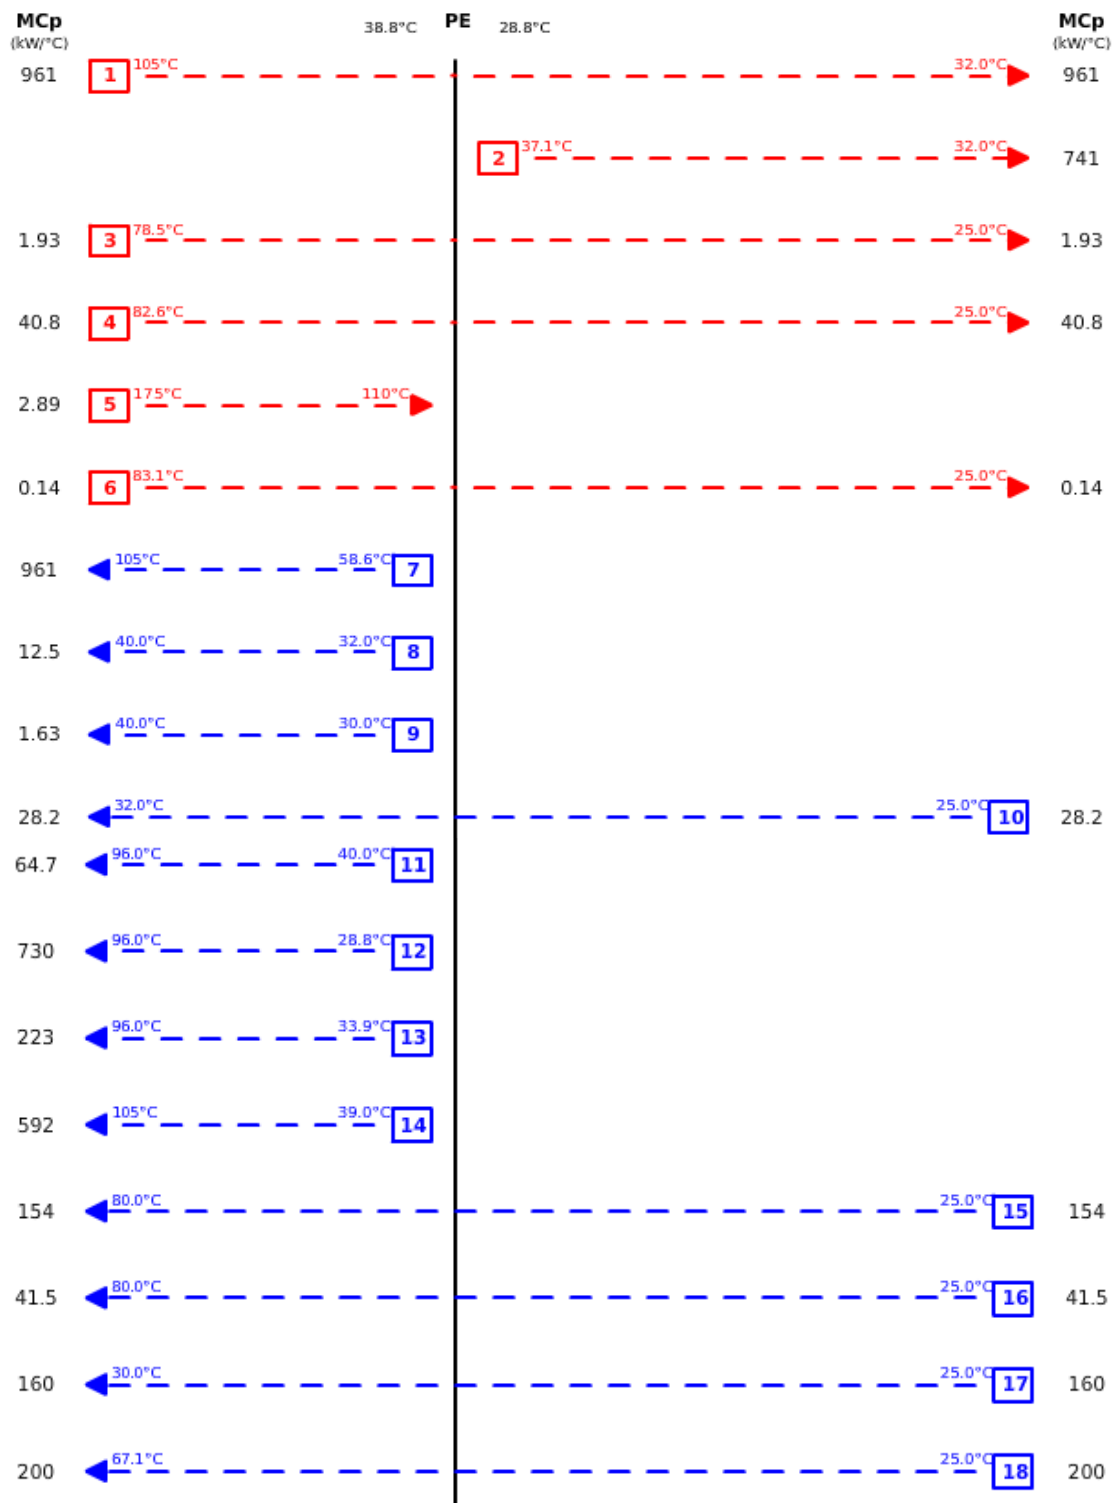 MCp 38.8°C PE 28.8°C MCp
(kW/°C) (kW/°C)
961 1 105°C 32.0°C 961
2 37.1°C 32.0°C 741
1.93 3 78.5°C 25.0°C 1.93
40.8 4 82.6°C 25.0°C 40.8
2.89 5 175°C 110°C
0.14 6 83.1°C 25.0°C 0.14
961 105°C 58.6°C 7
12.5 40.0°C 32.0°C 8
1.63 40.0°C 30.0°C 9
28.2 32.0°C 25.0°C 10 28.2
64.7 96.0°C 40.0°C 11
730 96.0°C 28.8°C 12
223 96.0°C 33.9°C 13
592 105°C 39.0°C 14
154 80.0°C 25.0°C 15 154
41.5 80.0°C 25.0°C 16 41.5
160 30.0°C 25.0°C 17 160
200 67.1°C 25.0°C 18 200